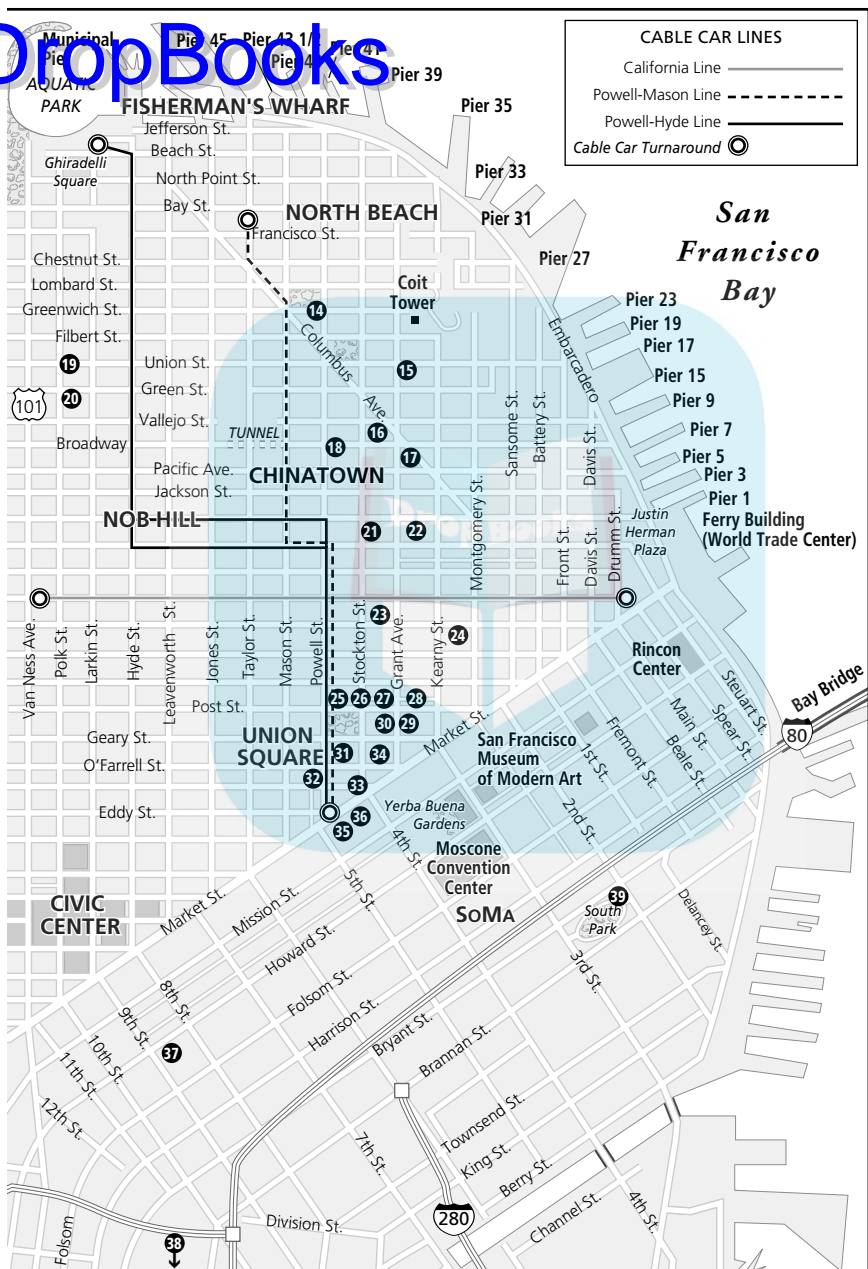 DropBooks
Municipal
Pier
AQUATIC
PARK
Pier 45
Pier 43 1/2
Pier 41
Pier 39
FISHERMAN'S WHARF
Pier 35
Pier 33
Pier 31
Pier 27
CABLE CAR LINES
California Line
Powell-Mason Line
Powell-Hyde Line
Cable Car Turnaround
San
Francisco
Bay
Jefferson St.
Beach St.
Ghiradelli
Square
North Point St.
Bay St.
NORTH BEACH
Francisco St.
Chestnut St.
Lombard St.
Greenwich St.
Filbert St.
Coit
Tower
14
Columbus Ave.
15
Embarcadero
Pier 23
Pier 19
Pier 17
Pier 15
Pier 9
Pier 7
Pier 5
Pier 3
Pier 1
Ferry Building
(World Trade Center)
19
101
20
Union St.
Green St.
Vallejo St.
Broadway
TUNNEL
Pacific Ave.
Jackson St.
16
17
18
CHINATOWN
NOB HILL
21
22
DropBooks
Sansome St.
Battery St.
Davis St.
Montgomery St.
Front St.
Davis St.
Drumm St.
Justin
Herman
Plaza
23
24
Van Ness Ave.
Polk St.
Larkin St.
Hyde St.
Leavenworth St.
Jones St.
Taylor St.
Mason St.
Powell St.
Stockton St.
Grant Ave.
Kearny St.
Rincon
Center
Post St.
25
26
27
28
30
29
Geary St.
O'Farrell St.
UNION
SQUARE
31
34
32
33
Eddy St.
36
35
Market St.
San Francisco
Museum
of Modern Art
Yerba Buena
Gardens
Moscone
Convention
Center
1st St.
Fremont St.
Main St.
Beale St.
Spear St.
Steuart St.
Bay Bridge
80
2nd St.
4th St.
5th St.
CIVIC
CENTER
Market St.
Mission St.
Howard St.
SOMA
39
South
Park
Delancey St.
3rd St.
Folsom St.
Harrison St.
Bryant St.
Brannan St.
8th St.
9th St.
10th St.
11th St.
12th St.
37
7th St.
Townsend St.
King St.
Berry St.
Channel St.
4th St.
280
Division St.
Folsom
38